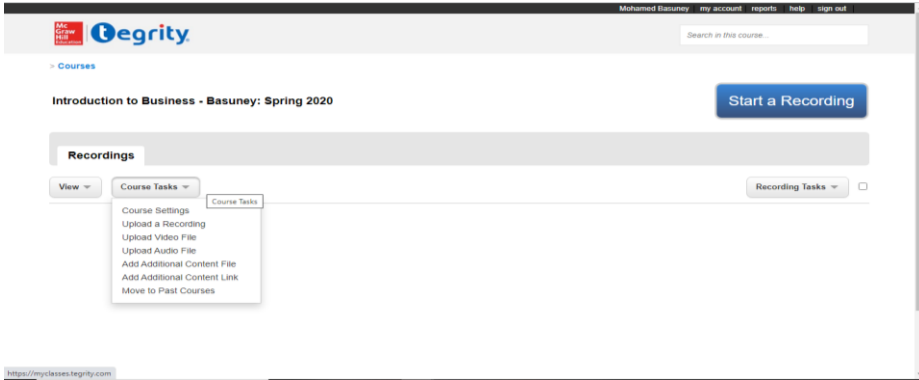 Mohamed Basuney my account reports help sign out
Mc Graw Hill Education tegrity
Search in this course...
> Courses
Introduction to Business - Basuney: Spring 2020
Start a Recording
Recordings
View Course Tasks Recording Tasks
Course Tasks
Course Settings
Upload a Recording
Upload Video File
Upload Audio File
Add Additional Content File
Add Additional Content Link
Move to Past Courses
https://myclasses.tegrity.com